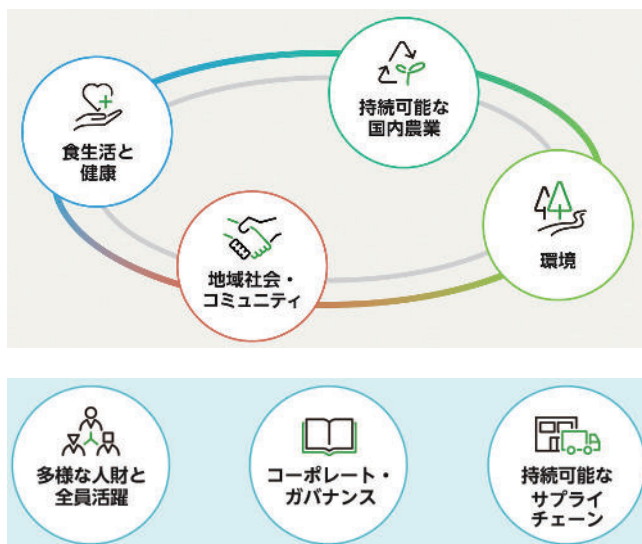 食生活と
健康
持続可能な
国内農業
地域社会・
コミュニティ
環境
多様な人財と
全員活躍
コーポレート・
ガバナンス
持続可能な
サプライ
チェーン